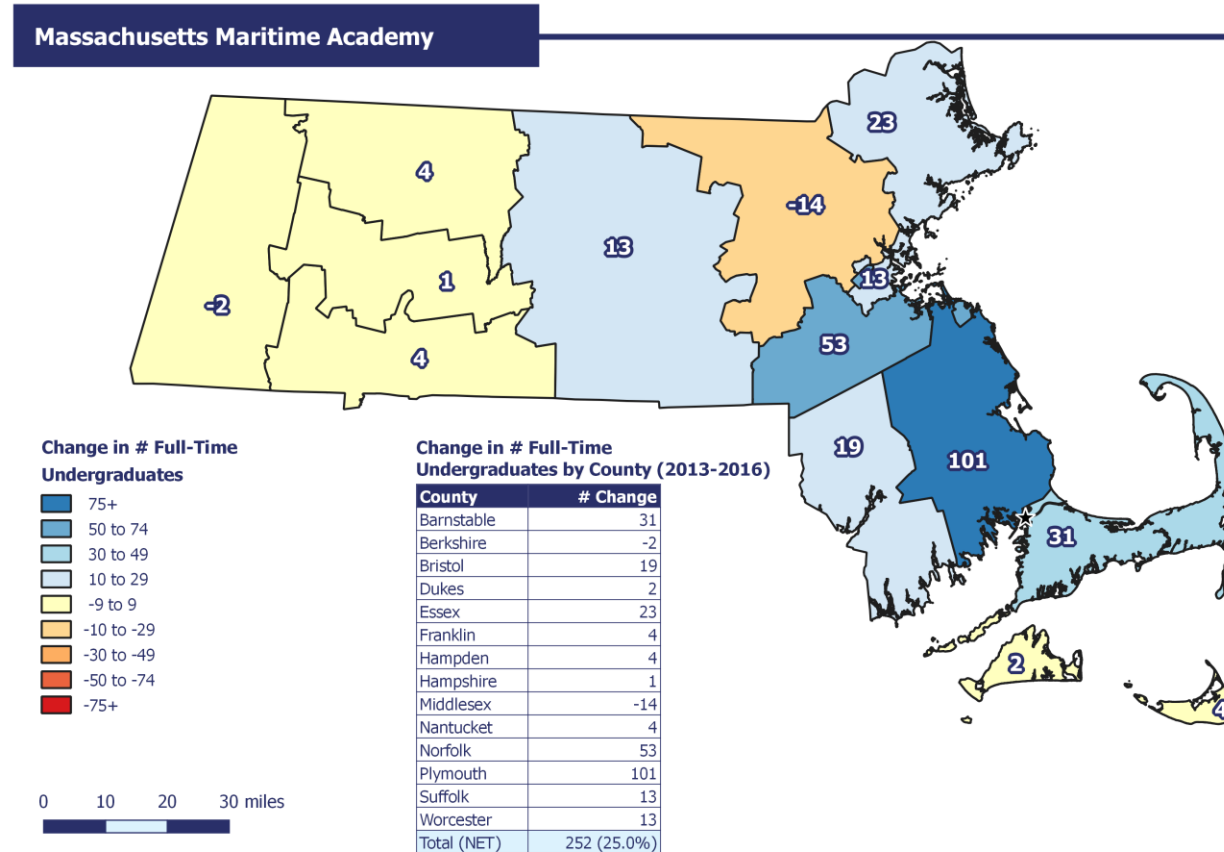 Massachusetts Maritime Academy
23
4
-14
13
13
1
-2
53
4
19
101
31
2
4
Change in # Full-Time
Undergraduates
75+
50 to 74
30 to 49
10 to 29
-9 to 9
-10 to -29
-30 to -49
-50 to -74
-75+
0 10 20 30 miles
Change in # Full-Time
Undergraduates by County (2013-2016)
County # Change
Barnstable 31
Berkshire -2
Bristol 19
Dukes 2
Essex 23
Franklin 4
Hampden 4
Hampshire 1
Middlesex -14
Nantucket 4
Norfolk 53
Plymouth 101
Suffolk 13
Worcester 13
Total (NET) 252 (25.0%)